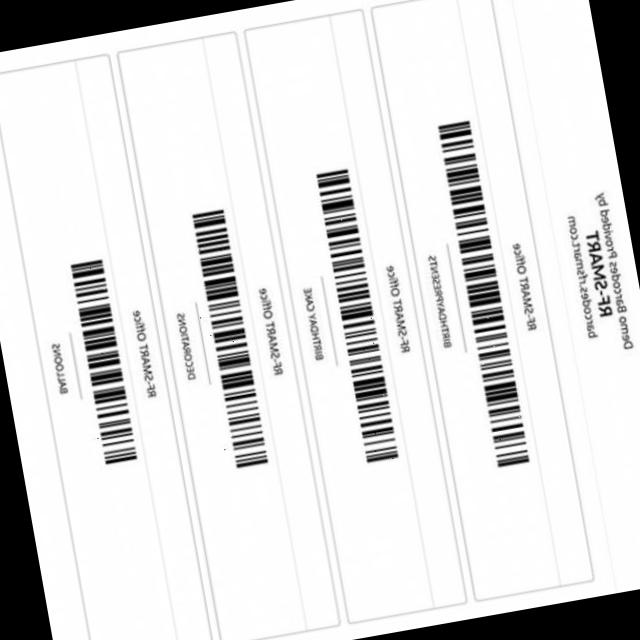 Demo Barcodes Provided by
RF-SMART
barcodes.rfsmart.com
RF-SMART Office
BIRTHDAYPRESENTS
RF-SMART Office
BIRTHDAY CAKE
RF-SMART Office
DECORATIONS
RF-SMART Office
BALLOONS